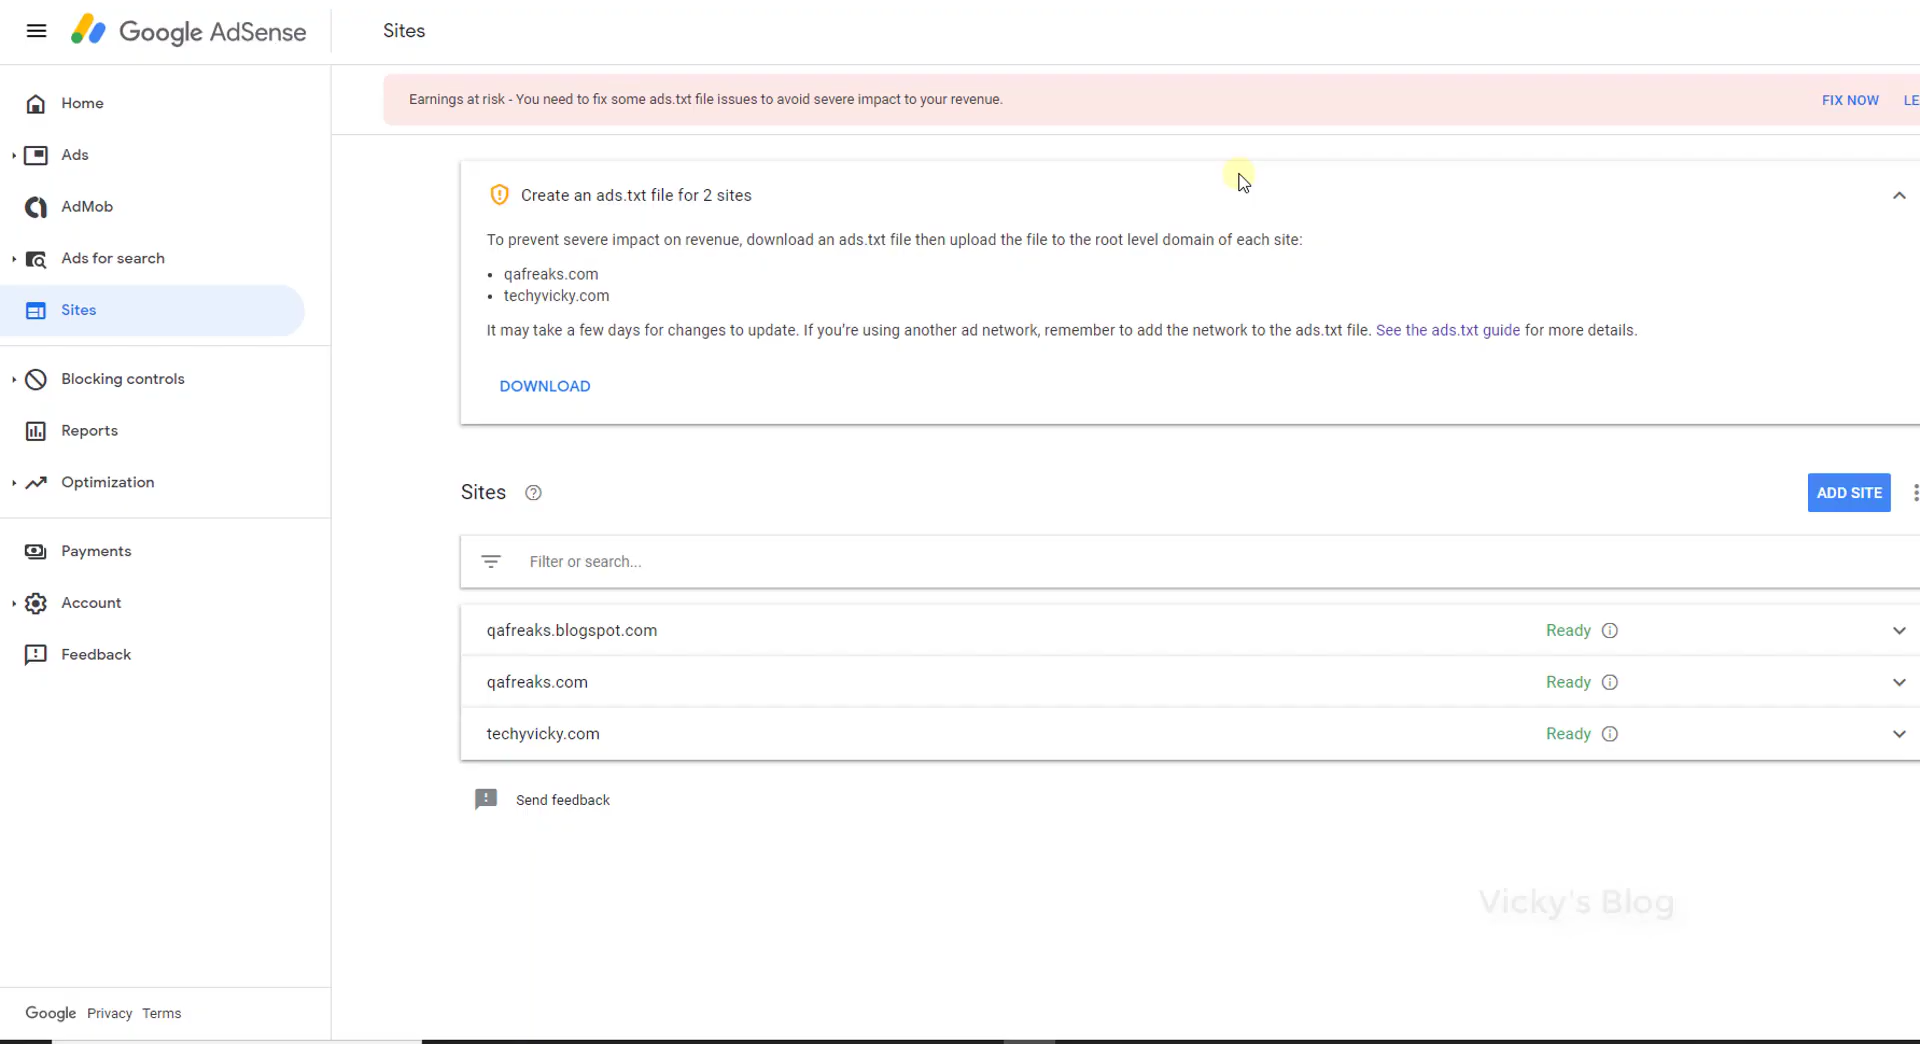 Google AdSense
Sites
Home
Ads
AdMob
Ads for search
Sites
Blocking controls
Reports
Optimization
Payments
Account
Feedback
Google Privacy Terms
Earnings at risk - You need to fix some ads.txt file issues to avoid severe impact to your revenue.
FIX NOW
LE
Create an ads.txt file for 2 sites
To prevent severe impact on revenue, download an ads.txt file then upload the file to the root level domain of each site:
• qafreaks.com
• techyvicky.com
It may take a few days for changes to update. If you’re using another ad network, remember to add the network to the ads.txt file. See the ads.txt guide for more details.
DOWNLOAD
Sites
ADD SITE
Filter or search...
qafreaks.blogspot.com Ready
qafreaks.com Ready
techyvicky.com Ready
Send feedback
Vicky's Blog